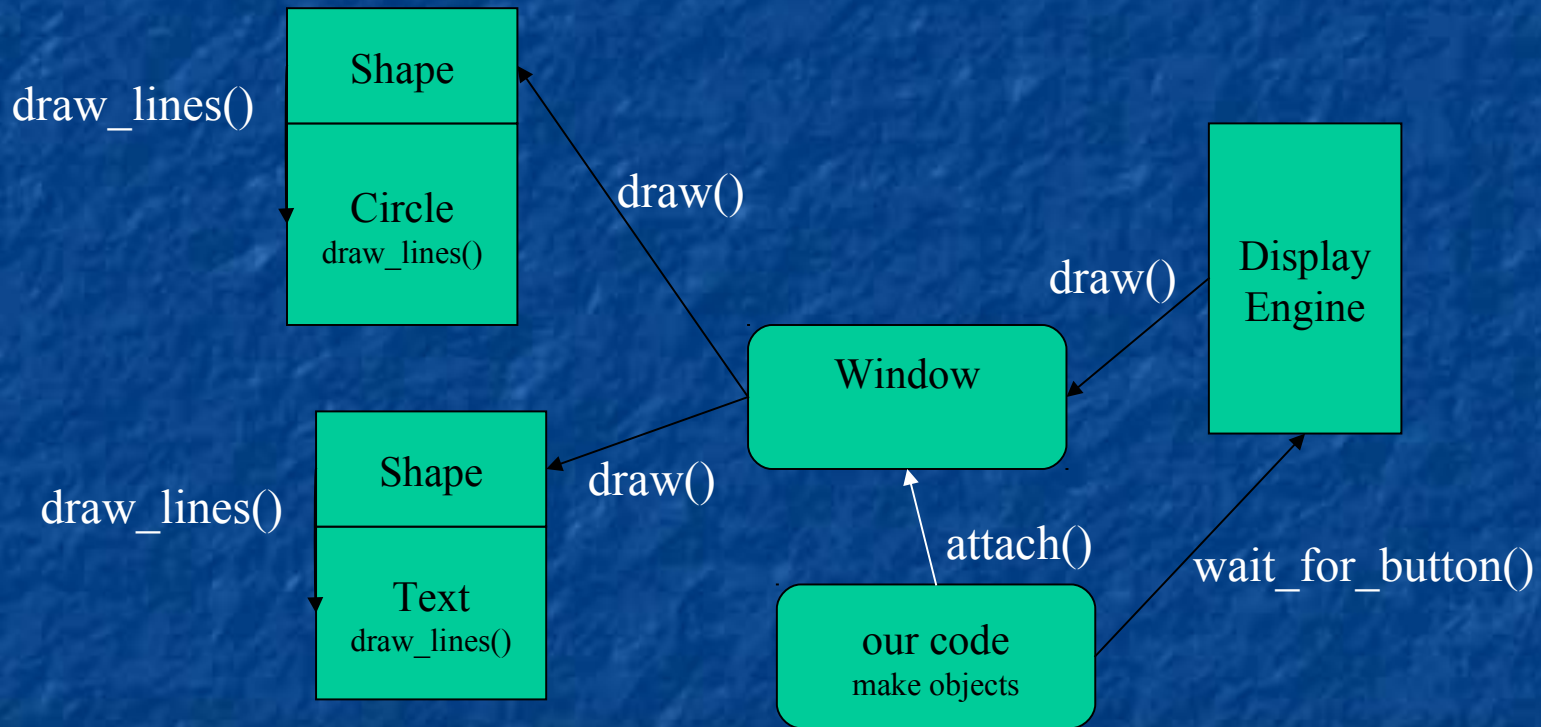 Shape
draw_lines()
Circle
draw_lines()
draw()
Display
Engine
draw()
Window
Shape
draw()
draw_lines()
attach()
wait_for_button()
Text
draw_lines()
our code
make objects